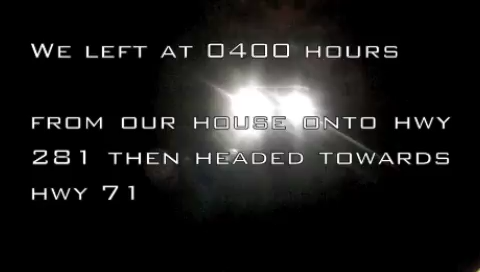 We left at 0400 hours
from our house onto hwy
281 then headed towards
hwy 71